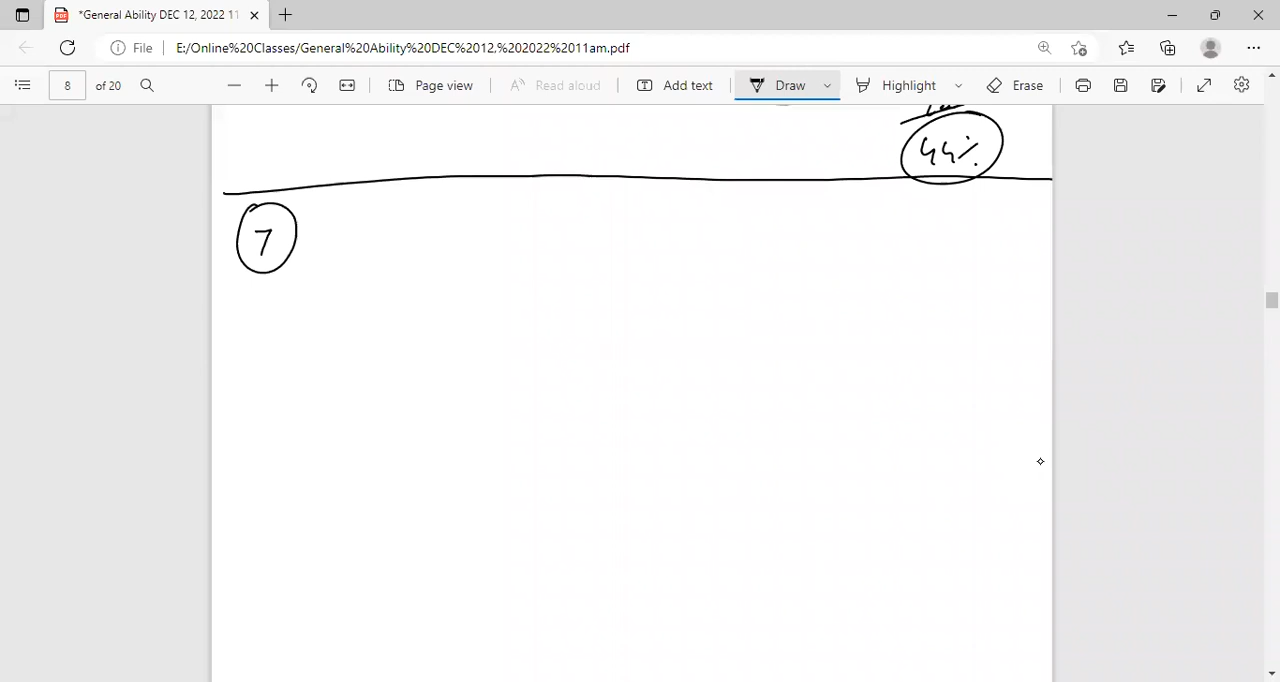 *General Ability DEC 12, 2022 11
File E:/Online%20Classes/General%20Ability%20DEC%2012,%202022%2011am.pdf
8 of 20 Page view Read aloud Add text Draw Highlight Erase
44%
7